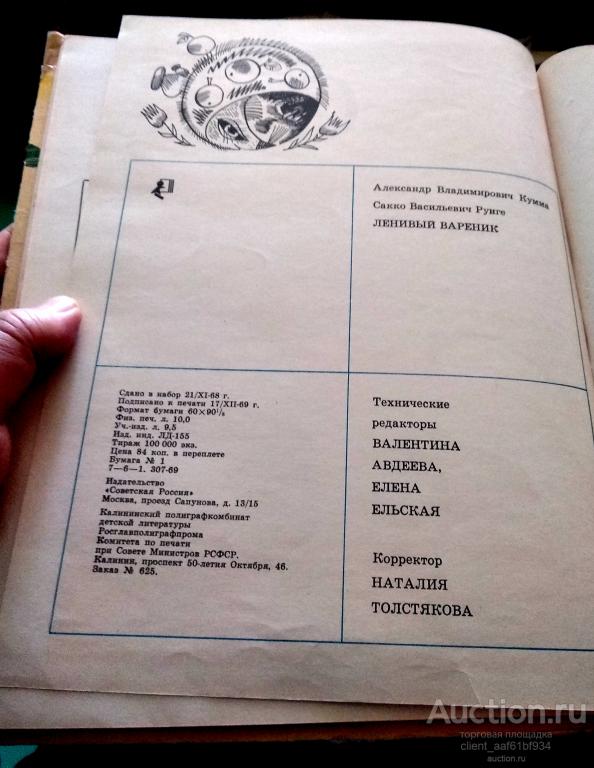 Александр Владимирович Кумма
Сакко Васильевич Рунге
ЛЕНИВЫЙ ВАРЕНИК
Сдано в набор 21/XI-68 г.
Подписано к печати 17/XII-69 г.
Формат бумаги 60×90¹/₈
Физ. печ. л. 10,0
Уч.-изд. л. 9,5
Изд. инд. ЛД-155
Тираж 100 000 экз.
Цена 84 коп. в переплете
Бумага № 1
7—6—1. 307-69
Издательство
«Советская Россия»
Москва, проезд Сапунова, д. 13/15
Калининский полиграфкомбинат
детской литературы
Росглавполиграфпрома
Комитета по печати
при Совете Министров РСФСР.
Калинин, проспект 50-летия Октября, 46.
Заказ № 625.
Технические
редакторы
ВАЛЕНТИНА
АВДЕЕВА,
ЕЛЕНА
ЕЛЬСКАЯ
Корректор
НАТАЛИЯ
ТОЛСТЯКОВА
Auction.ru
торговая площадка
client_aaf61bf934
auction.ru